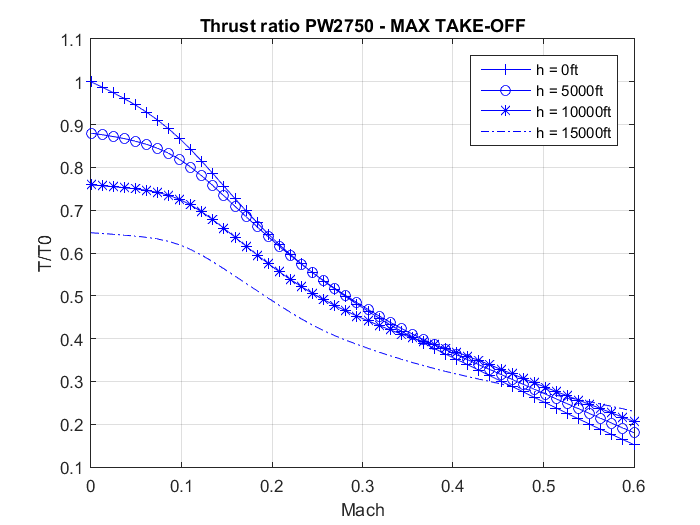 Thrust ratio PW2750 - MAX TAKE-OFF
1.1
1
0.9
0.8
0.7
0.6
0.5
0.4
0.3
0.2
0.1
T/T0
h = 0ft
h = 5000ft
h = 10000ft
h = 15000ft
0 0.1 0.2 0.3 0.4 0.5 0.6
Mach